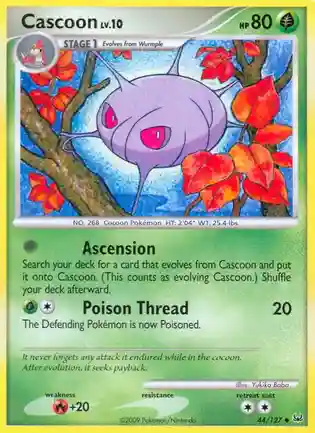 Cascoon LV.10
HP 80
STAGE 1 Evolves from Wurmple
NO. 268 Cocoon Pokémon HT: 2'04" WT: 25.4 lbs.
Ascension
Search your deck for a card that evolves from Cascoon and put it
onto Cascoon. (This counts as evolving Cascoon.) Shuffle
your deck afterward.
Poison Thread 20
The Defending Pokémon is now Poisoned.
It never forgets any attack it endured while in the cocoon.
After evolution, it seeks payback.
weakness resistance retreat cost
+20
Illus. Yukiko Baba
©2009 Pokémon/Nintendo
44/127